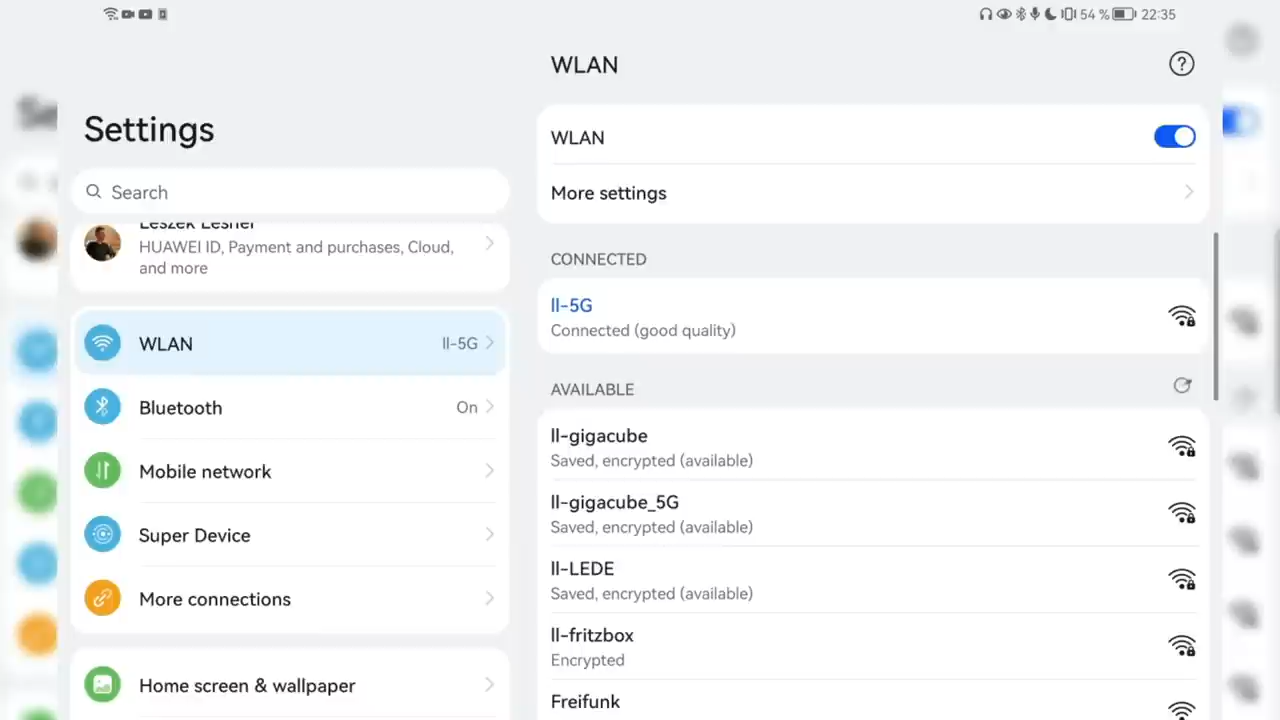 54 % 22:35
Settings
Search
Leszek Lesner
HUAWEI ID, Payment and purchases, Cloud,
and more
WLAN ll-5G
Bluetooth On
Mobile network
Super Device
More connections
Home screen & wallpaper
WLAN
WLAN
More settings
CONNECTED
ll-5G
Connected (good quality)
AVAILABLE
ll-gigacube
Saved, encrypted (available)
ll-gigacube_5G
Saved, encrypted (available)
ll-LEDE
Saved, encrypted (available)
ll-fritzbox
Encrypted
Freifunk